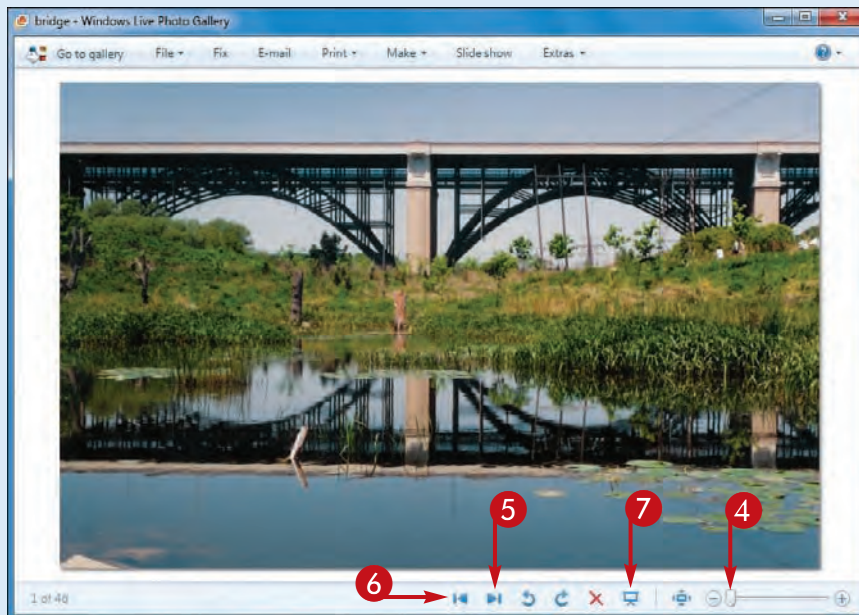 bridge - Windows Live Photo Gallery
Go to gallery File Fix E-mail Print Make Slide show Extras
5 7 4
6
1 of 48